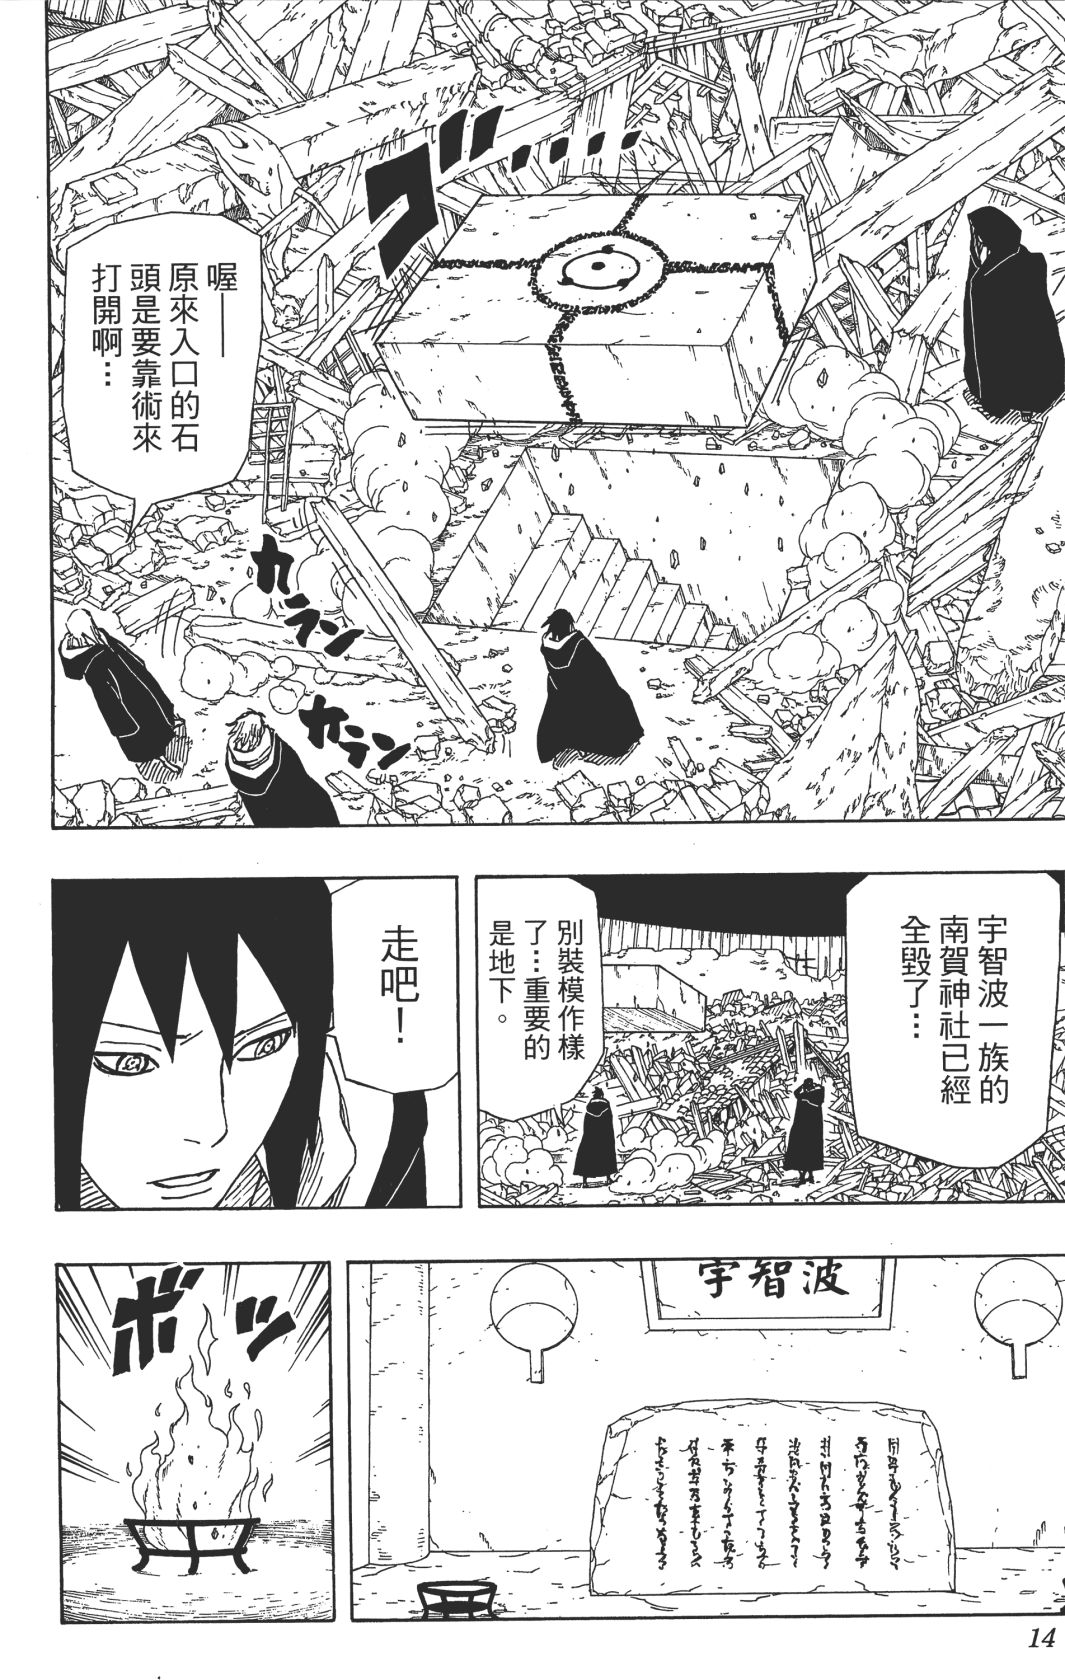 喔——
原來入口的石
頭是要靠術來
打開啊…
ゴ
カラン
カラン
宇智波一族的
南賀神社已經
全毀了…
別裝模作樣
了…重要的
是地下。
走吧！
宇智波
ボッ
14